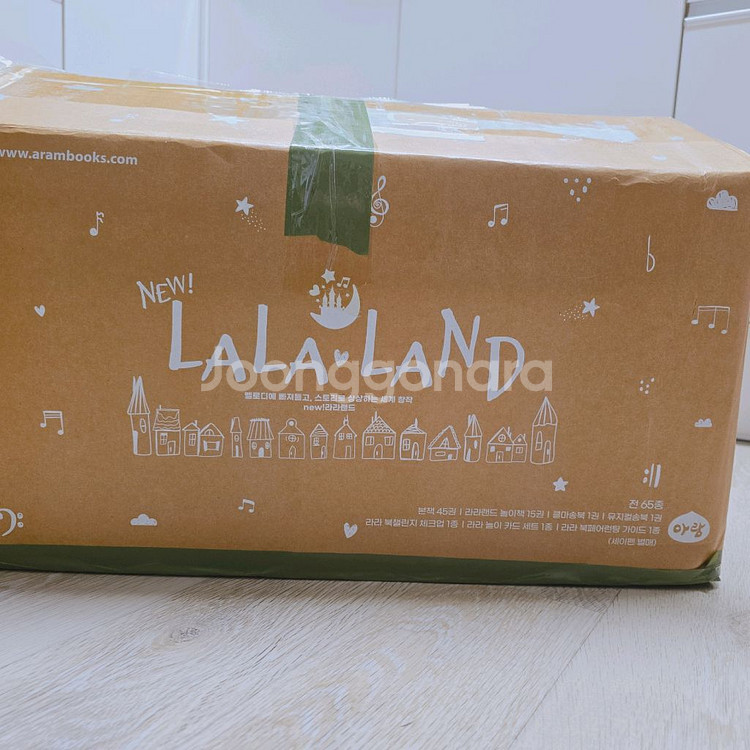 www.arambooks.com
NEW!
LALA LAND
Joonggonara
멜로디에 빠져들고, 스토리로 상상하는 세계 창작
new!라라랜드
전 65종
본책 45권 | 라라랜드 놀이책 15권 | 클마송북 1권 | 뮤지컬송북 1권
라라 북챌린지 체크업 1종 | 라라 놀이 카드 세트 1종 | 라라 북페어런팅 가이드 1종
(세이펜 별매)
아람